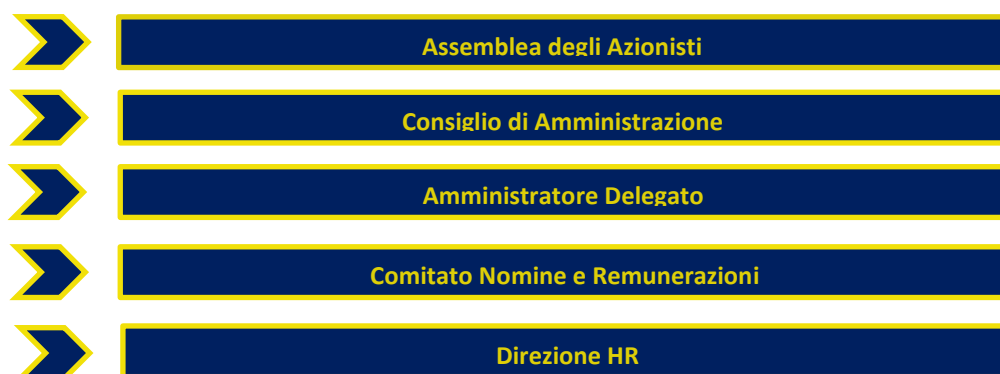 Assemblea degli Azionisti
Consiglio di Amministrazione
Amministratore Delegato
Comitato Nomine e Remunerazioni
Direzione HR